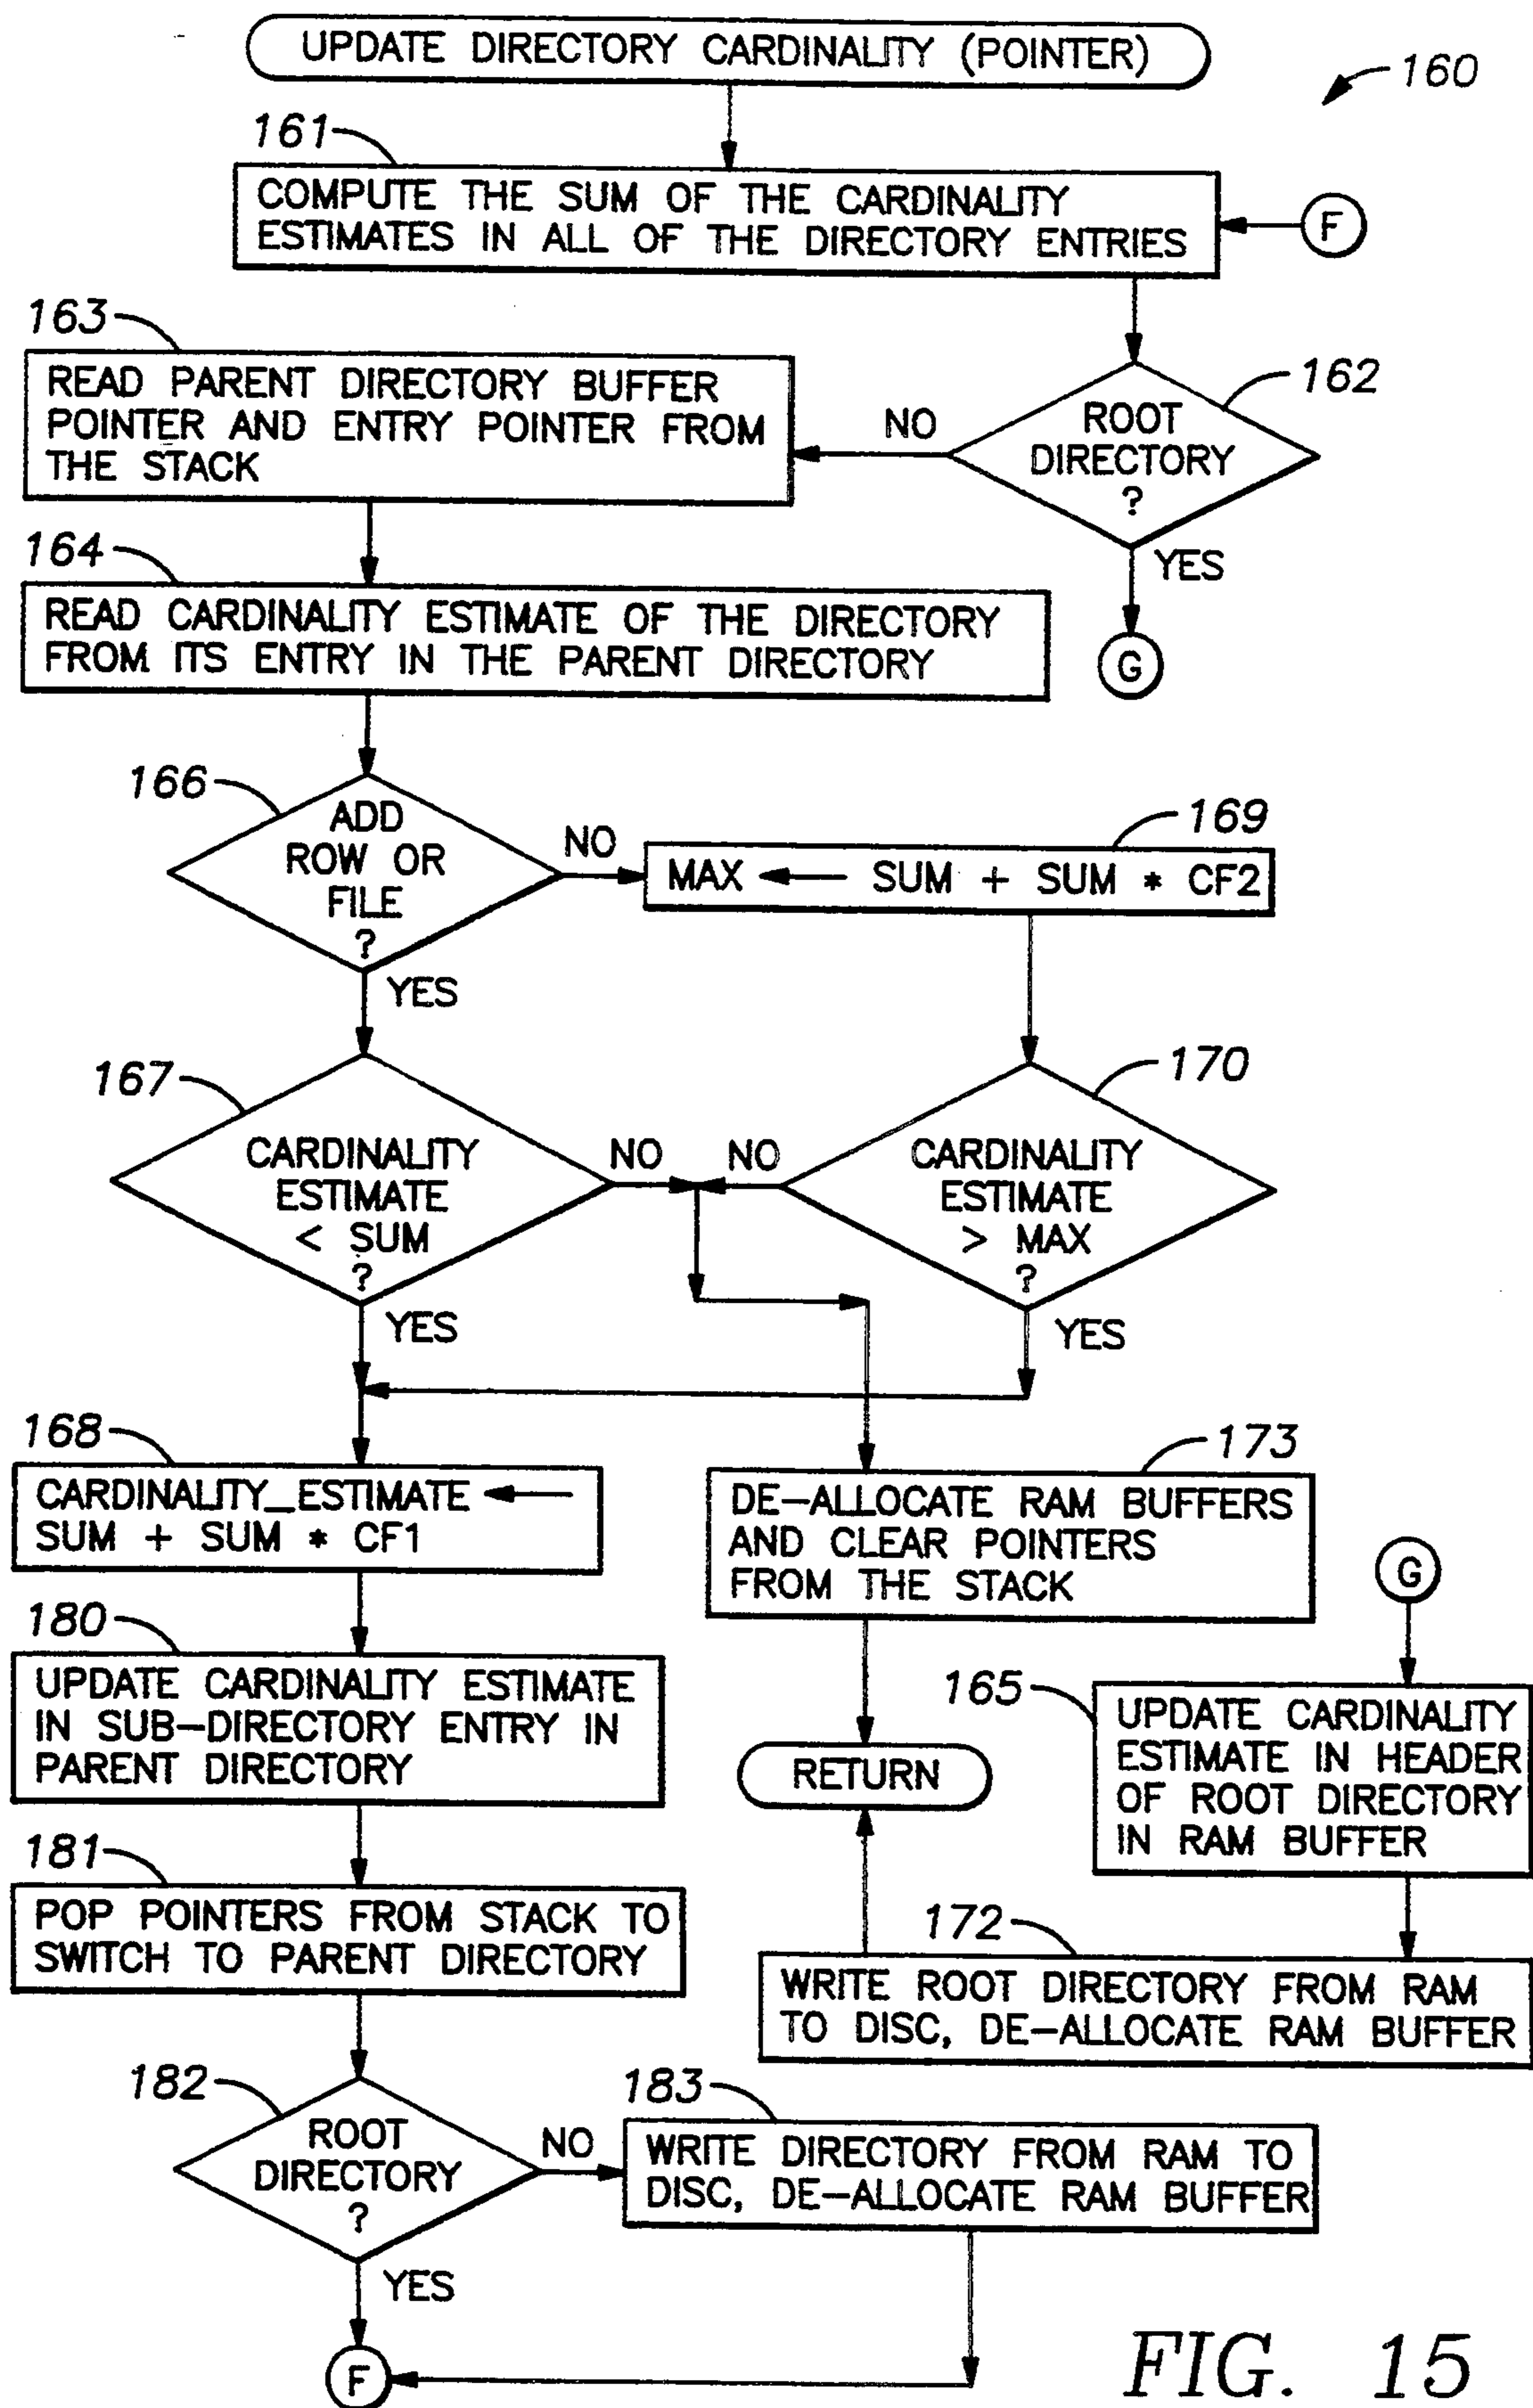 UPDATE DIRECTORY CARDINALITY (POINTER)
160
161
COMPUTE THE SUM OF THE CARDINALITY
ESTIMATES IN ALL OF THE DIRECTORY ENTRIES
F
163
READ PARENT DIRECTORY BUFFER
POINTER AND ENTRY POINTER FROM
THE STACK
NO
162
ROOT
DIRECTORY
?
YES
G
164
READ CARDINALITY ESTIMATE OF THE DIRECTORY
FROM ITS ENTRY IN THE PARENT DIRECTORY
166
ADD
ROW OR
FILE
?
NO
YES
169
MAX ← SUM + SUM * CF2
167
CARDINALITY
ESTIMATE
< SUM
?
NO
YES
170
NO
CARDINALITY
ESTIMATE
> MAX
?
YES
168
CARDINALITY_ESTIMATE ←
SUM + SUM * CF1
173
DE-ALLOCATE RAM BUFFERS
AND CLEAR POINTERS
FROM THE STACK
G
180
UPDATE CARDINALITY ESTIMATE
IN SUB-DIRECTORY ENTRY IN
PARENT DIRECTORY
RETURN
165
UPDATE CARDINALITY
ESTIMATE IN HEADER
OF ROOT DIRECTORY
IN RAM BUFFER
181
POP POINTERS FROM STACK TO
SWITCH TO PARENT DIRECTORY
172
WRITE ROOT DIRECTORY FROM RAM
TO DISC, DE-ALLOCATE RAM BUFFER
182
ROOT
DIRECTORY
?
NO
YES
183
WRITE DIRECTORY FROM RAM TO
DISC, DE-ALLOCATE RAM BUFFER
F
FIG. 15